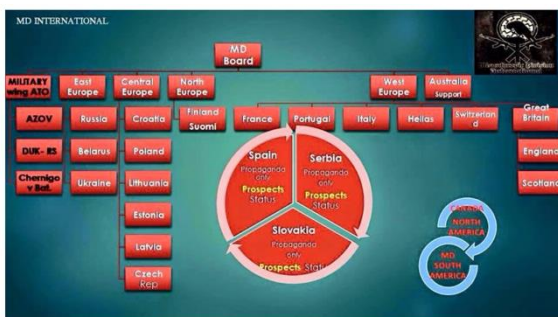 MD INTERNATIONAL
MD
Board
MILITARY
wing ATO
East
Europe
Central
Europe
North
Europe
West
Europe
Australia
Support
AZOV
Russia
Croatia
Finland
Suomi
France
Portugal
Italy
Hellas
Switzerlan
d
Great
Britain
DUK- RS
Belarus
Poland
England
Chernigo
v Bat.
Ukraine
Lithuania
Scotland
Estonia
Latvia
Czech
Rep
Spain
Propaganda
only
Prospects
Status
Serbia
Propaganda
only
Prospects
Status
Slovakia
Propaganda
only
Prospects Status
CANADA
NORTH
AMERICA
MD
SOUTH
AMERICA